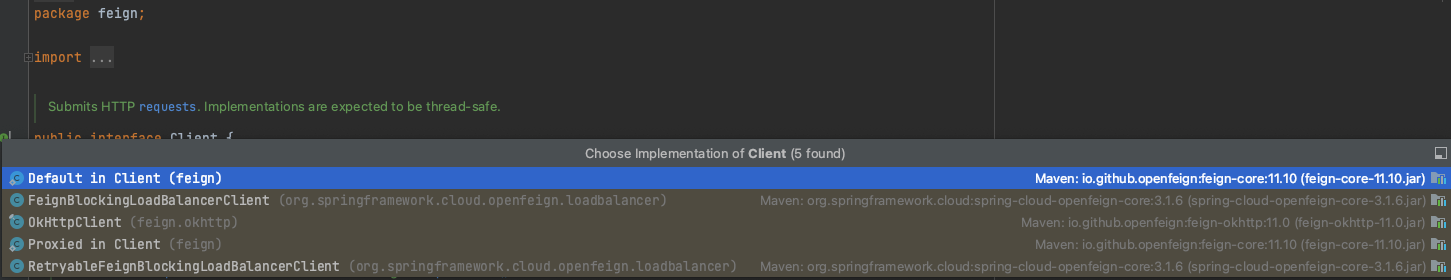 package feign;
import ...
Submits HTTP requests. Implementations are expected to be thread-safe.
public interface Client {
Choose Implementation of Client (5 found)
Default in Client (feign) Maven: io.github.openfeign:feign-core:11.10 (feign-core-11.10.jar)
FeignBlockingLoadBalancerClient (org.springframework.cloud.openfeign.loadbalancer) Maven: org.springframework.cloud:spring-cloud-openfeign-core:3.1.6 (spring-cloud-openfeign-core-3.1.6.jar)
OkHttpClient (feign.okhttp) Maven: io.github.openfeign:feign-okhttp:11.0 (feign-okhttp-11.0.jar)
Proxied in Client (feign) Maven: io.github.openfeign:feign-core:11.10 (feign-core-11.10.jar)
RetryableFeignBlockingLoadBalancerClient (org.springframework.cloud.openfeign.loadbalancer) Maven: org.springframework.cloud:spring-cloud-openfeign-core:3.1.6 (spring-cloud-openfeign-core-3.1.6.jar)